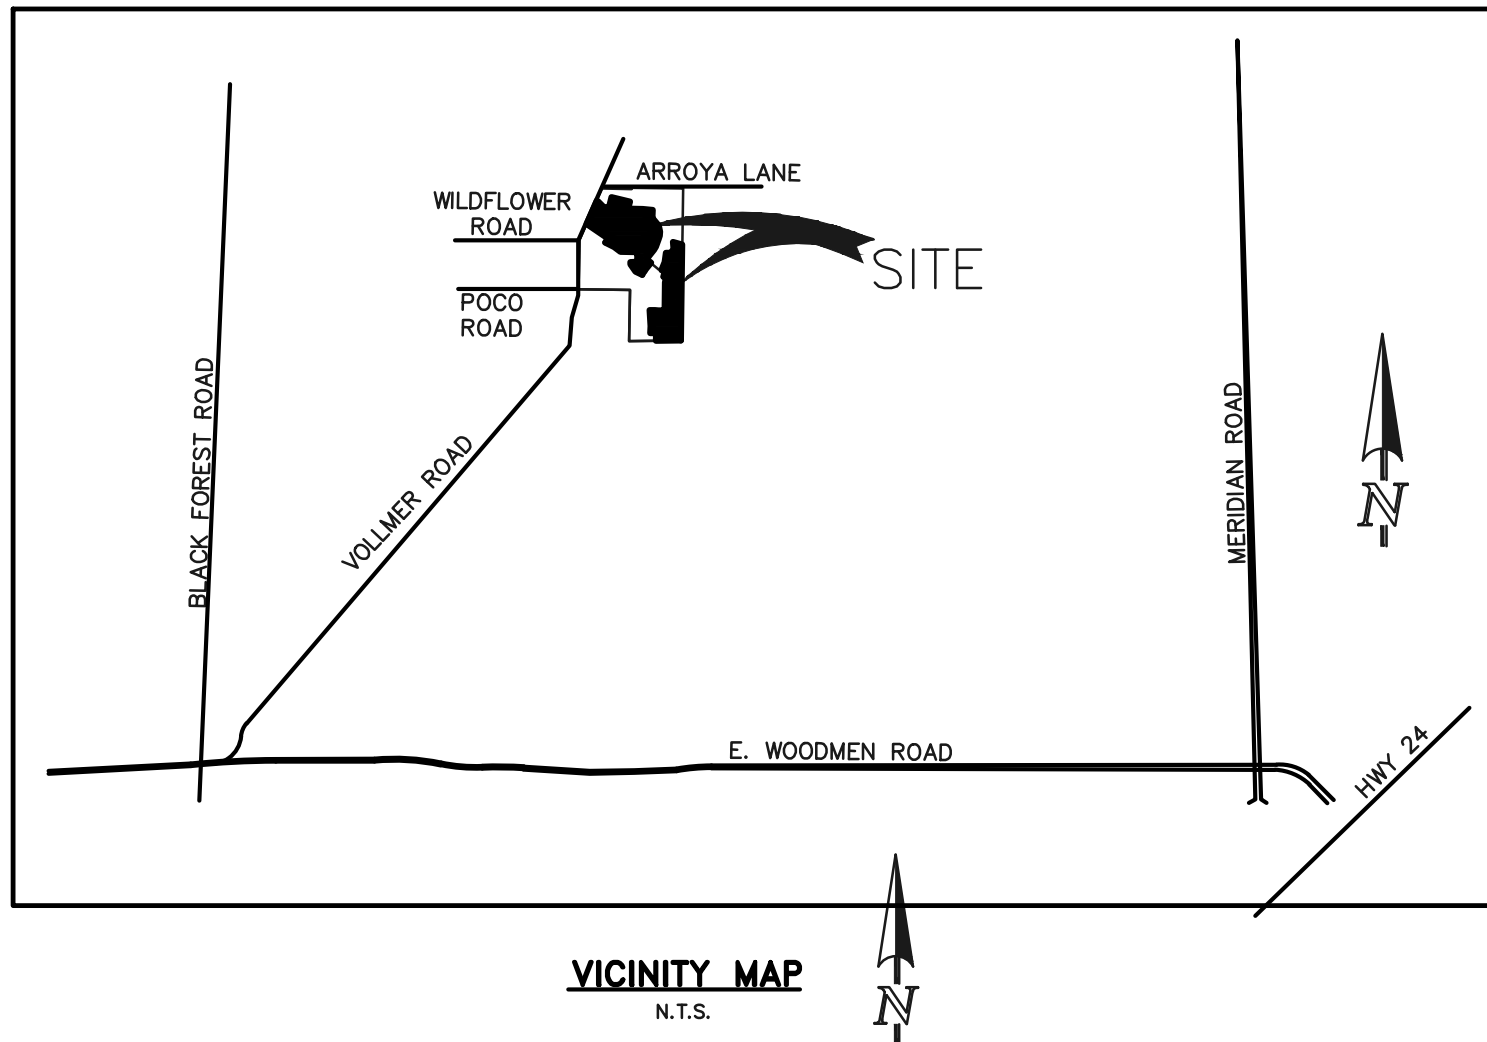 ARROYA LANE
WILDFLOWER
ROAD
SITE
POCO
ROAD
BLACK FOREST ROAD
VOLLMER ROAD
MERIDIAN ROAD
N
E. WOODMEN ROAD
HWY 24
VICINITY MAP
N.T.S.
N